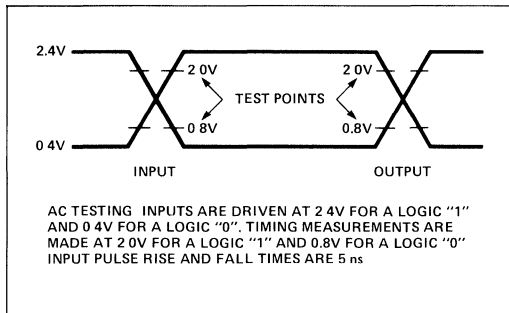 2.4V
2 0V
2 0V
TEST POINTS
0 8V
0.8V
0 4V
INPUT
OUTPUT
AC TESTING INPUTS ARE DRIVEN AT 2 4V FOR A LOGIC "1"
AND 0 4V FOR A LOGIC "0". TIMING MEASUREMENTS ARE
MADE AT 2 0V FOR A LOGIC "1" AND 0.8V FOR A LOGIC "0"
INPUT PULSE RISE AND FALL TIMES ARE 5 ns